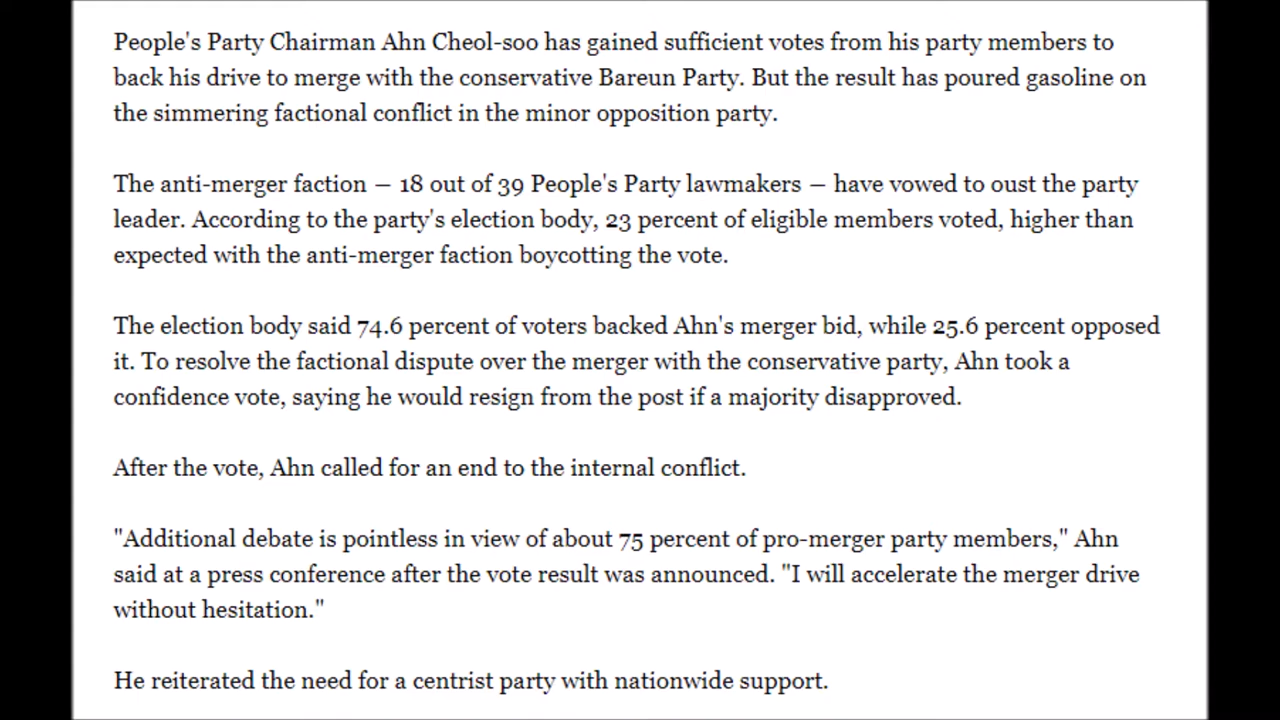 People's Party Chairman Ahn Cheol-soo has gained sufficient votes from his party members to
back his drive to merge with the conservative Bareun Party. But the result has poured gasoline on
the simmering factional conflict in the minor opposition party.
The anti-merger faction — 18 out of 39 People's Party lawmakers — have vowed to oust the party
leader. According to the party's election body, 23 percent of eligible members voted, higher than
expected with the anti-merger faction boycotting the vote.
The election body said 74.6 percent of voters backed Ahn's merger bid, while 25.6 percent opposed
it. To resolve the factional dispute over the merger with the conservative party, Ahn took a
confidence vote, saying he would resign from the post if a majority disapproved.
After the vote, Ahn called for an end to the internal conflict.
"Additional debate is pointless in view of about 75 percent of pro-merger party members," Ahn
said at a press conference after the vote result was announced. "I will accelerate the merger drive
without hesitation."
He reiterated the need for a centrist party with nationwide support.